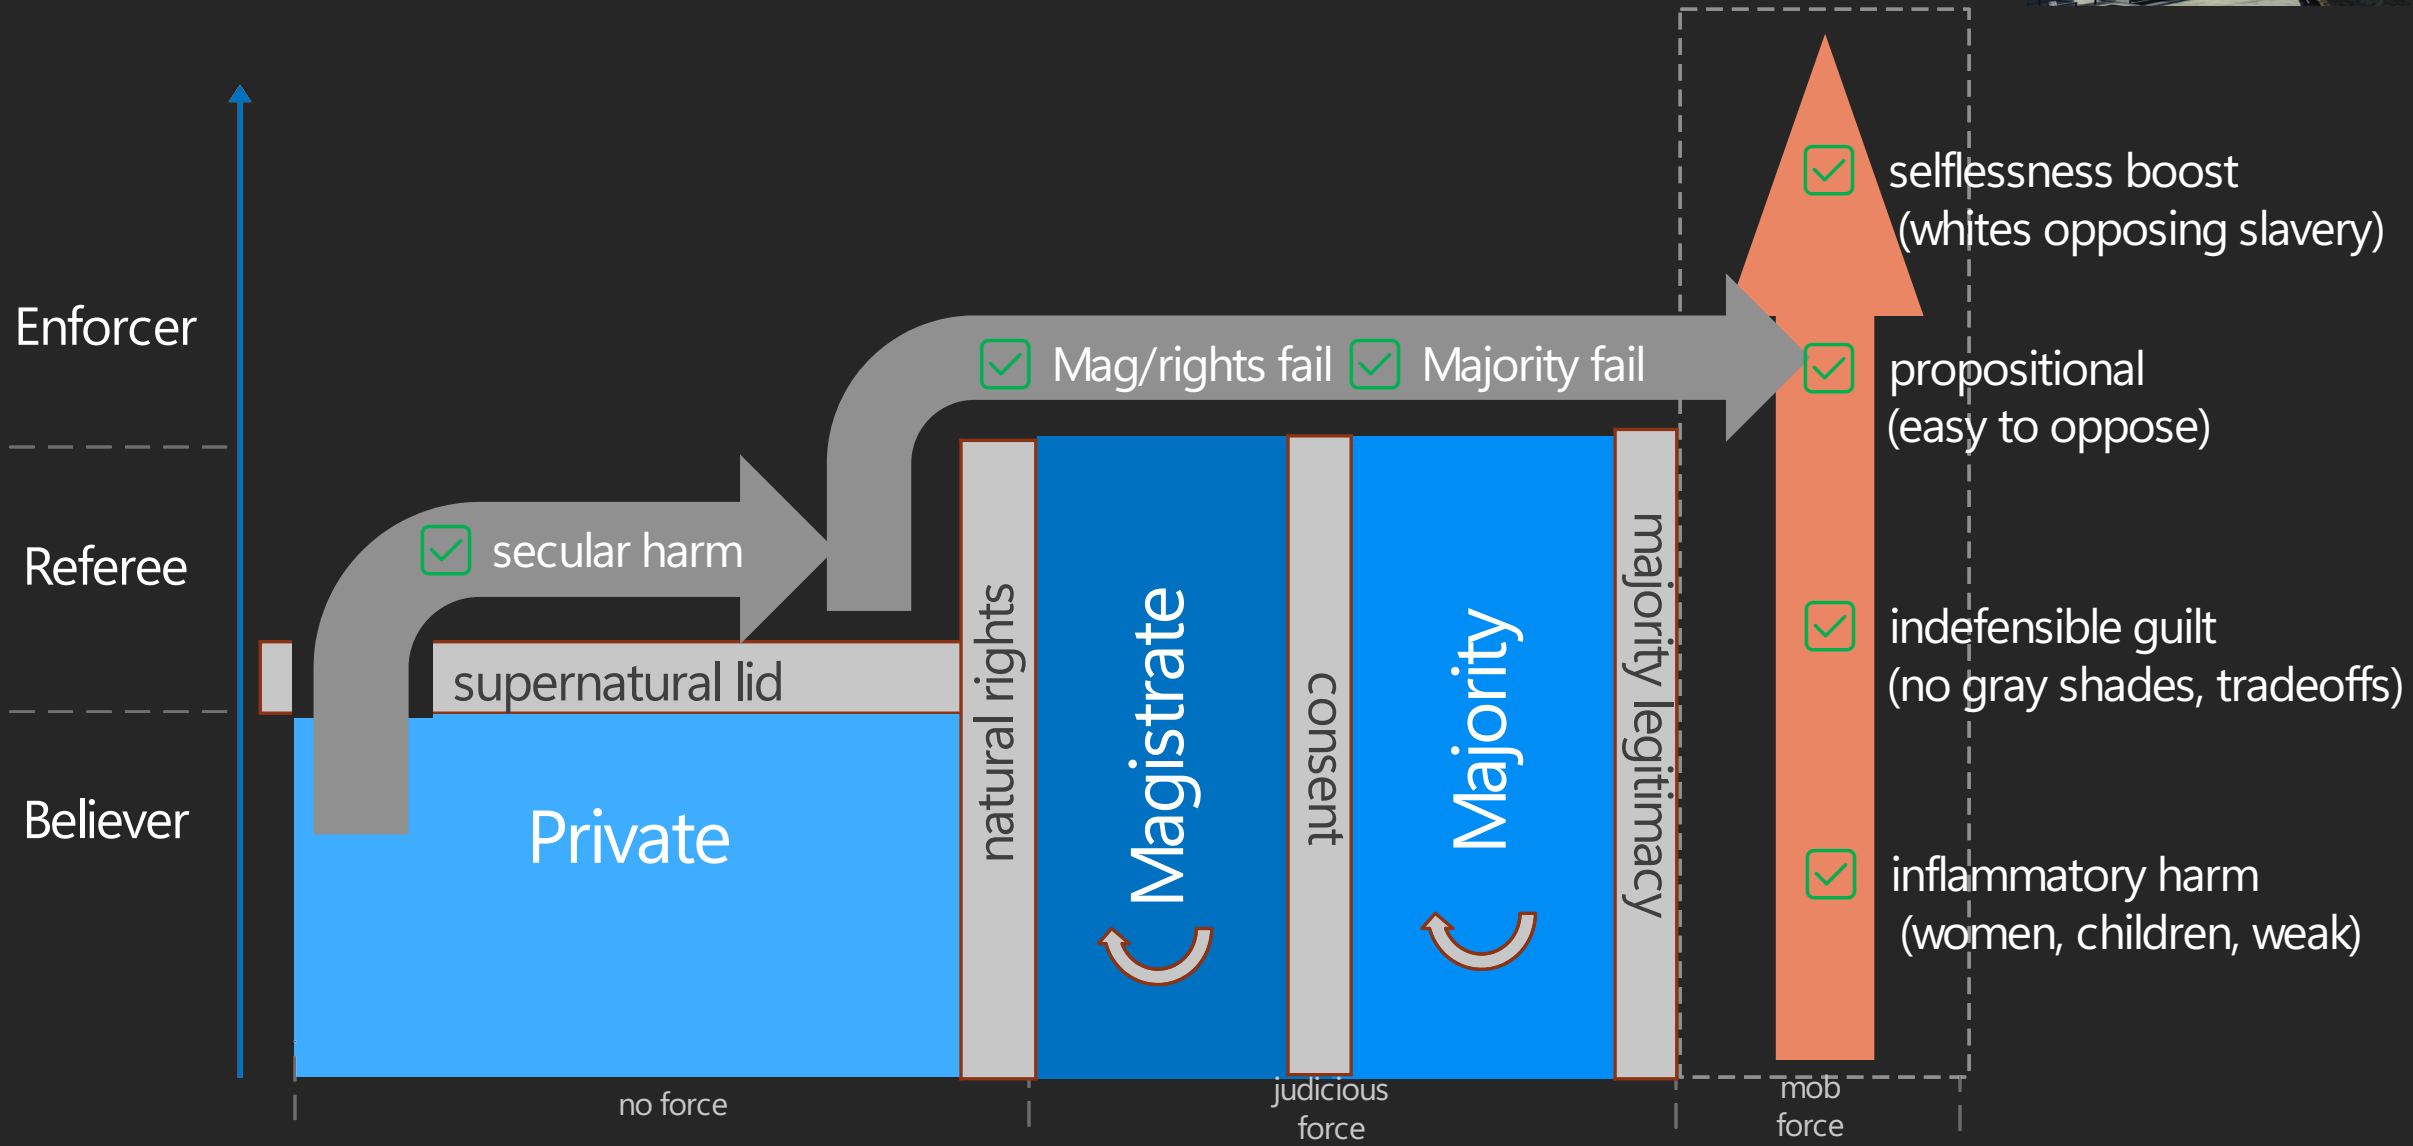 selflessness boost
(whites opposing slavery)
Enforcer
Mag/rights fail
Majority fail
propositional
(easy to oppose)
Referee
secular harm
supernatural lid
natural rights
Magistrate
consent
Majority
majority legitimacy
indefensible guilt
(no gray shades, tradeoffs)
Believer
Private
inflammatory harm
(women, children, weak)
no force
judicious
force
mob
force